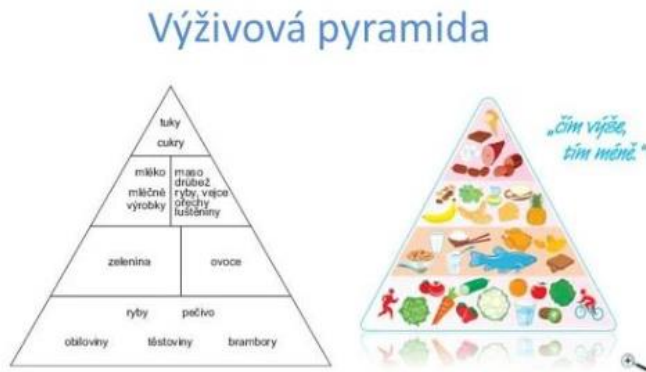 Výživová pyramida
tuky
cukry
mléko
mléčné
výrobky
maso
drůbež
ryby, vejce
ořechy
luštěniny
zelenina
ovoce
ryby pečivo
obiloviny těstoviny brambory
„čím výše,
tím méně."